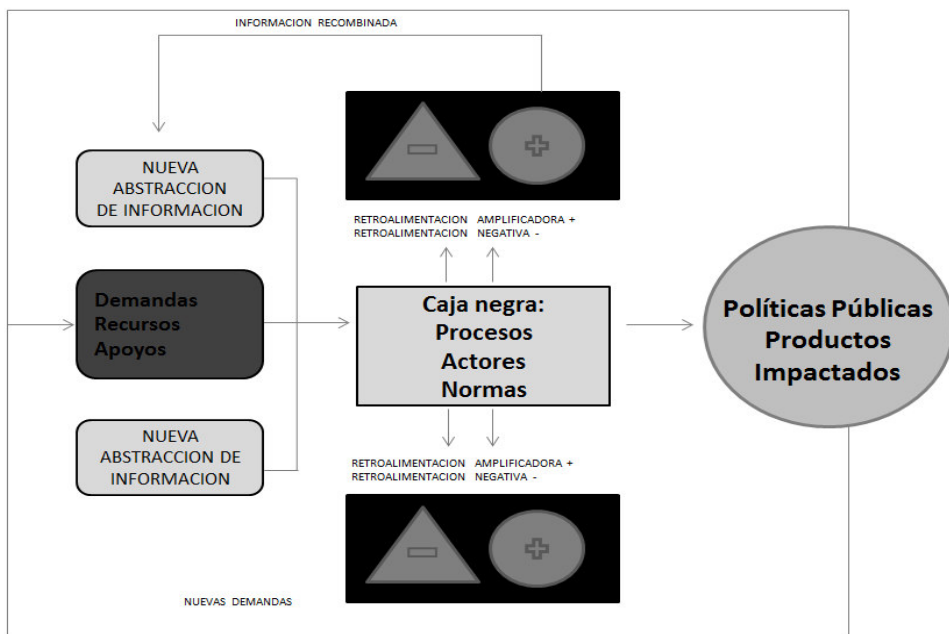 INFORMACION RECOMBINADA
NUEVA
ABSTRACCION
DE INFORMACION
RETROALIMENTACION AMPLIFICADORA +
RETROALIMENTACION NEGATIVA -
Demandas
Recursos
Apoyos
Caja negra:
Procesos
Actores
Normas
Políticas Públicas
Productos
Impactados
NUEVA
ABSTRACCION DE
INFORMACION
RETROALIMENTACION AMPLIFICADORA +
RETROALIMENTACION NEGATIVA -
NUEVAS DEMANDAS